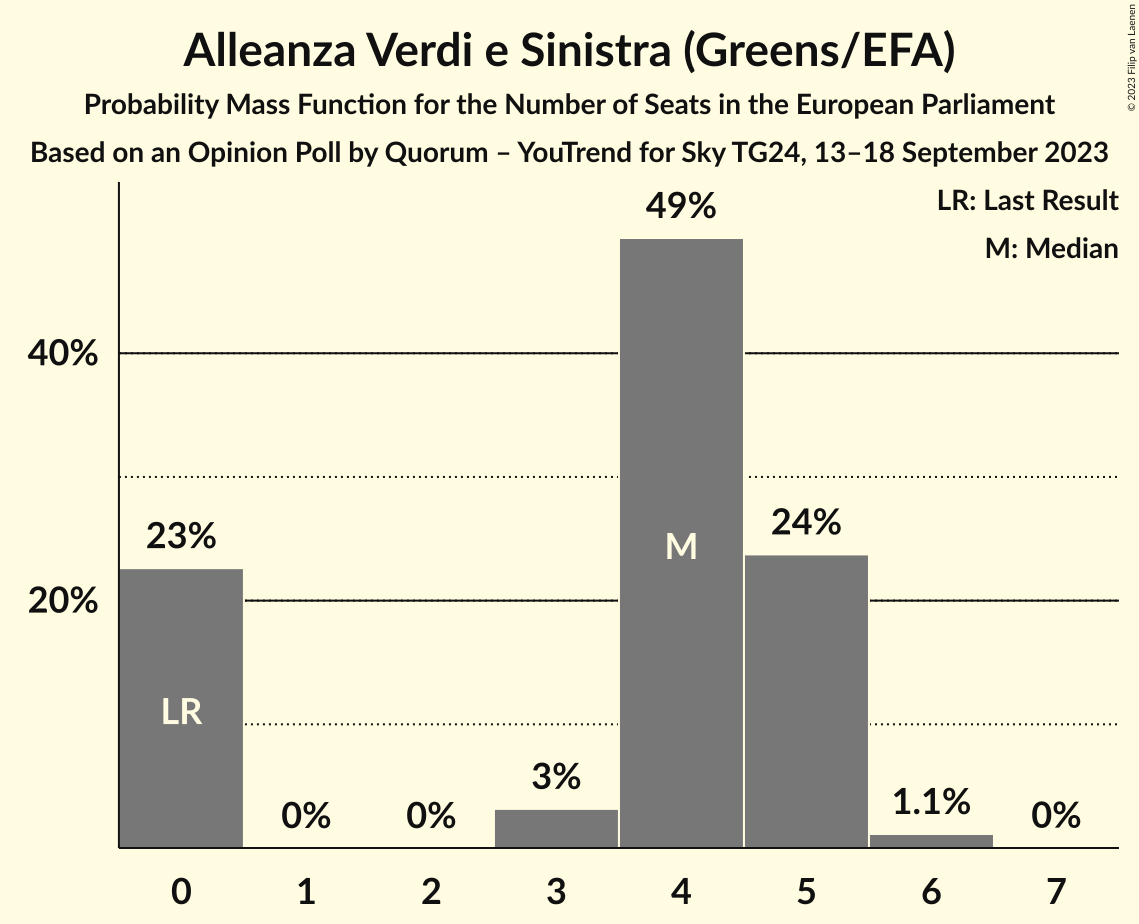 Alleanza Verdi e Sinistra (Greens/EFA)
Probability Mass Function for the Number of Seats in the European Parliament
Based on an Opinion Poll by Quorum – YouTrend for Sky TG24, 13–18 September 2023
© 2023 Filip van Laenen
LR: Last Result
M: Median
49%
40%
23%
24%
M
20%
LR
3%
1.1%
0%
0%
0%
0 1 2 3 4 5 6 7